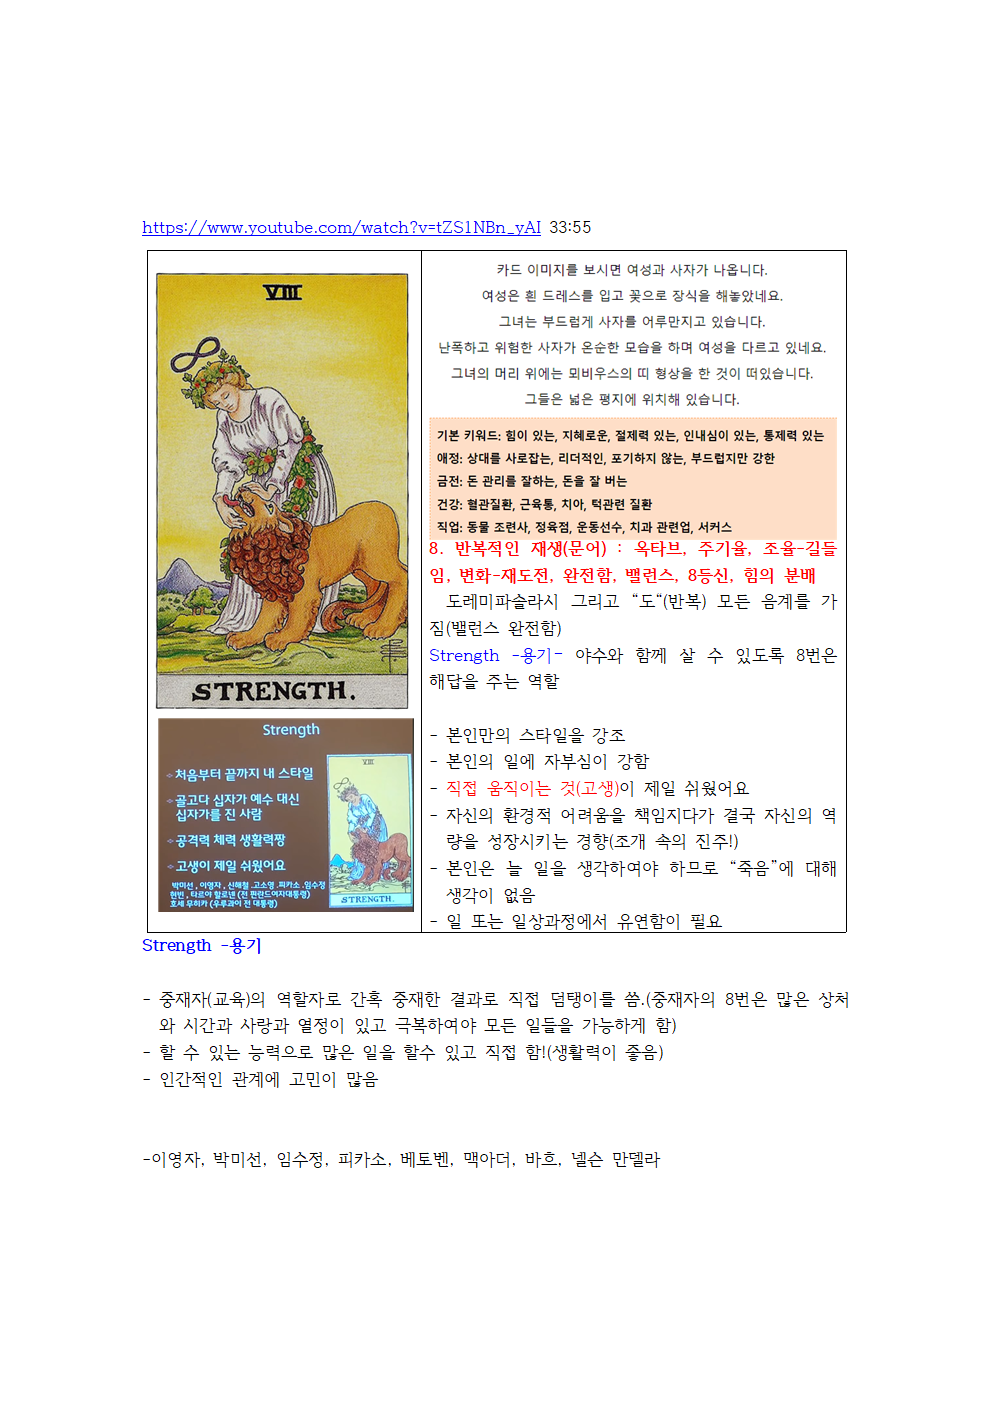 https://www.youtube.com/watch?v=tZS1NBn_yAI 33:55
VIII
STRENGTH.
Strength
처음부터 끝까지 내 스타일
골고다 십자가 예수 대신
십자가를 진 사람
공격력 체력 생활력짱
고생이 제일 쉬웠어요
박미선, 이영자, 신해철.고소영.피카소.임수정
현빈, 타르야 할로넨 (전 핀란드여자대통령)
호세 무히카 (우루과이 전 대통령)
VIII
STRENGTH.
카드 이미지를 보시면 여성과 사자가 나옵니다.
여성은 흰 드레스를 입고 꽃으로 장식을 해놓았네요.
그녀는 부드럽게 사자를 어루만지고 있습니다.
난폭하고 위험한 사자가 온순한 모습을 하며 여성을 다르고 있네요.
그녀의 머리 위에는 뫼비우스의 띠 형상을 한 것이 떠있습니다.
그들은 넓은 평지에 위치해 있습니다.
기본 키워드: 힘이 있는, 지혜로운, 절제력 있는, 인내심이 있는, 통제력 있는
애정: 상대를 사로잡는, 리더적인, 포기하지 않는, 부드럽지만 강한
금전: 돈 관리를 잘하는, 돈을 잘 버는
건강: 혈관질환, 근육통, 치아, 턱관련 질환
직업: 동물 조련사, 정육점, 운동선수, 치과 관련업, 서커스
8. 반복적인 재생(문어) : 옥타브, 주기율, 조율-길들
임, 변화-재도전, 완전함, 밸런스, 8등신, 힘의 분배
도레미파솔라시 그리고 “도“(반복) 모든 음계를 가
짐(밸런스 완전함)
Strength -용기- 야수와 함께 살 수 있도록 8번은
해답을 주는 역할
- 본인만의 스타일을 강조
- 본인의 일에 자부심이 강함
- 직접 움직이는 것(고생)이 제일 쉬웠어요
- 자신의 환경적 어려움을 책임지다가 결국 자신의 역
량을 성장시키는 경향(조개 속의 진주!)
- 본인은 늘 일을 생각하여야 하므로 “죽음”에 대해
생각이 없음
- 일 또는 일상과정에서 유연함이 필요
Strength -용기
- 중재자(교육)의 역할자로 간혹 중재한 결과로 직접 덤탱이를 씀.(중재자의 8번은 많은 상처
와 시간과 사랑과 열정이 있고 극복하여야 모든 일들을 가능하게 함)
- 할 수 있는 능력으로 많은 일을 할수 있고 직접 함!(생활력이 좋음)
- 인간적인 관계에 고민이 많음
-이영자, 박미선, 임수정, 피카소, 베토벤, 맥아더, 바흐, 넬슨 만델라